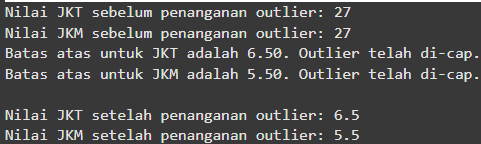 Nilai JKT sebelum penanganan outlier: 27
Nilai JKM sebelum penanganan outlier: 27
Batas atas untuk JKT adalah 6.50. Outlier telah di-cap.
Batas atas untuk JKM adalah 5.50. Outlier telah di-cap.
Nilai JKT setelah penanganan outlier: 6.5
Nilai JKM setelah penanganan outlier: 5.5